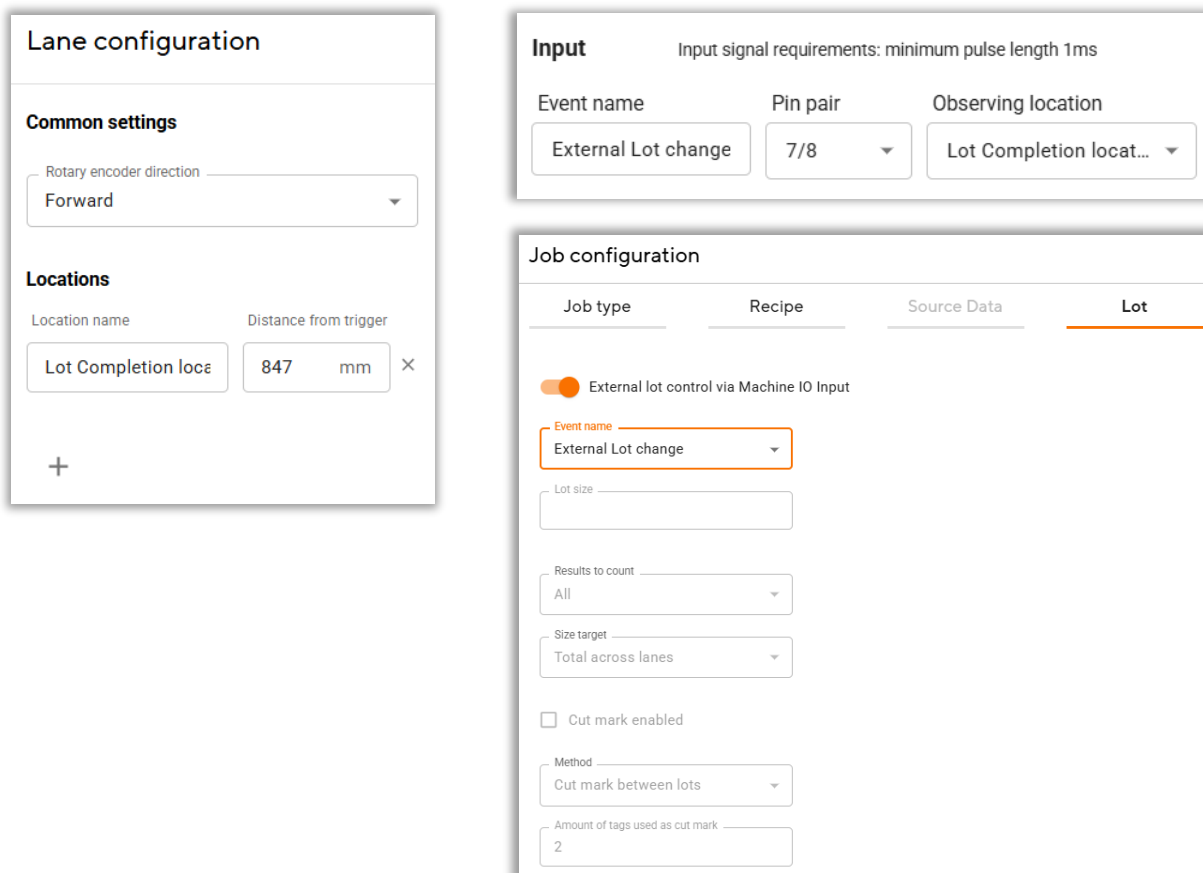 Lane configuration
Common settings
Rotary encoder direction
Forward
Locations
Location name Distance from trigger
Lot Completion loca 847 mm
Input Input signal requirements: minimum pulse length 1ms
Event name Pin pair Observing location
External Lot change 7/8 Lot Completion locat...
Job configuration
Job type Recipe Source Data Lot
External lot control via Machine IO Input
Event name
External Lot change
Lot size
Results to count
All
Size target
Total across lanes
Cut mark enabled
Method
Cut mark between lots
Amount of tags used as cut mark
2